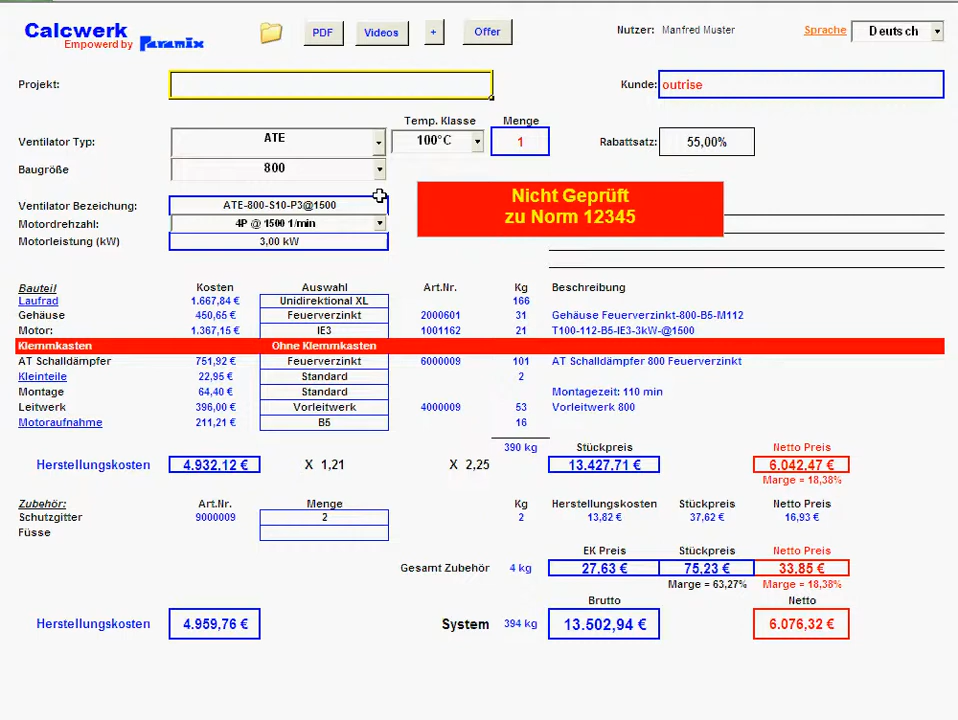 Calcwerk
Empowerd by Paramix
PDF Videos + Offer
Nutzer: Manfred Muster Sprache Deutsch
Projekt: Kunde: outrise
Temp. Klasse Menge
Ventilator Typ: ATE 100°C 1 Rabattsatz: 55,00%
Baugröße 800
Nicht Geprüft
zu Norm 12345
Ventilator Bezeichung: ATE-800-S10-P3@1500
Motordrehzahl: 4P @ 1500 1/min
Motorleistung (kW) 3,00 kW
Bauteil Kosten Auswahl Art.Nr. Kg Beschreibung
Laufrad 1.667,84 € Unidirektional XL 166
Gehäuse 450,65 € Feuerverzinkt 2000601 31 Gehäuse Feuerverzinkt-800-B5-M112
Motor: 1.367,15 € IE3 1001162 21 T100-112-B5-IE3-3kW-@1500
Klemmkasten Ohne Klemmkasten
AT Schalldämpfer 751,92 € Feuerverzinkt 6000009 101 AT Schalldämpfer 800 Feuerverzinkt
Kleinteile 22,95 € Standard 2
Montage 64,40 € Standard Montagezeit: 110 min
Leitwerk 396,00 € Vorleitwerk 4000009 53 Vorleitwerk 800
Motoraufnahme 211,21 € B5 16
390 kg Stückpreis Netto Preis
Herstellungskosten 4.932,12 € X 1,21 X 2,25 13.427,71 € 6.042,47 €
Marge = 18,38%
Zubehör: Art.Nr. Menge Kg Herstellungskosten Stückpreis Netto Preis
Schutzgitter 9000009 2 2 13,82 € 37,62 € 16,93 €
Füsse
EK Preis Stückpreis Netto Preis
Gesamt Zubehör 4 kg 27,63 € 75,23 € 33,85 €
Marge = 63,27% Marge = 18,38%
Brutto Netto
Herstellungskosten 4.959,76 € System 394 kg 13.502,94 € 6.076,32 €